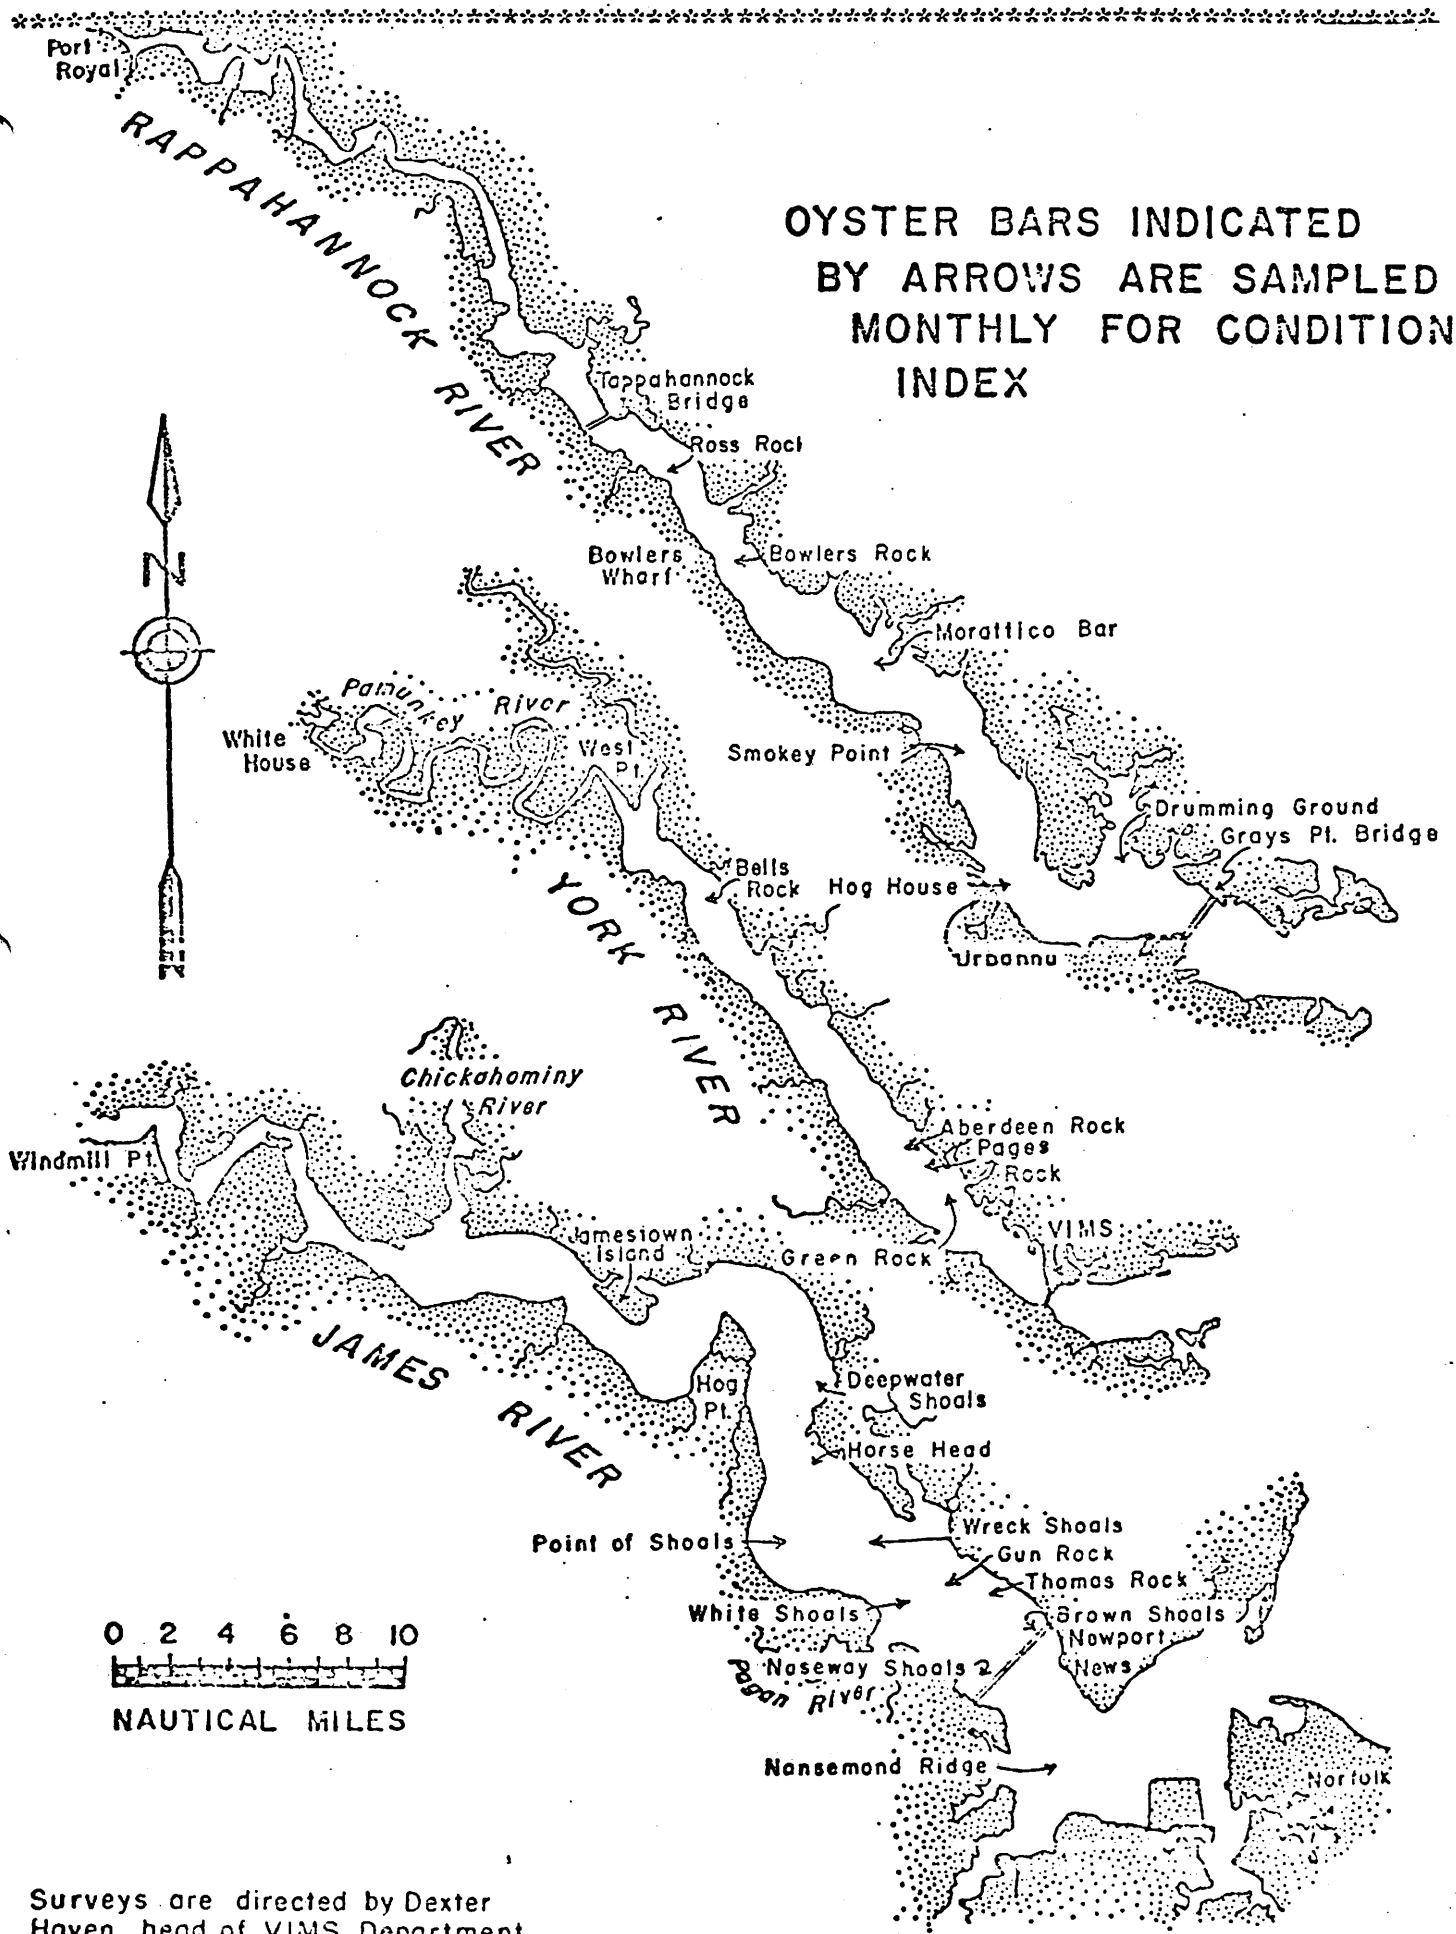 Port
Royal
RAPPAHANNOCK RIVER
OYSTER BARS INDICATED
BY ARROWS ARE SAMPLED
MONTHLY FOR CONDITION
INDEX
Tappahannock
Bridge
Ross Rock
N
Bowlers
Wharf
Bowlers Rock
Morattico Bar
Pamunkey River
White
House
West
Pt.
Smokey Point
Drumming Ground
Grays Pt. Bridge
Bells
Rock
Hog House
YORK RIVER
Urbanna
Chickahominy
River
Aberdeen Rock
Pages
Rock
Windmill Pt.
VIMS
Jamestown
Island
Green Rock
JAMES RIVER
Hog
Pt.
Deepwater
Shoals
Horse Head
Point of Shoals
Wreck Shoals
Gun Rock
Thomas Rock
White Shoals
Brown Shoals
Newport
News
Naseway Shoals
Pagan River
0 2 4 6 8 10
NAUTICAL MILES
Nansemond Ridge
Norfolk
Surveys are directed by Dexter
Haven, head of VIMS Department